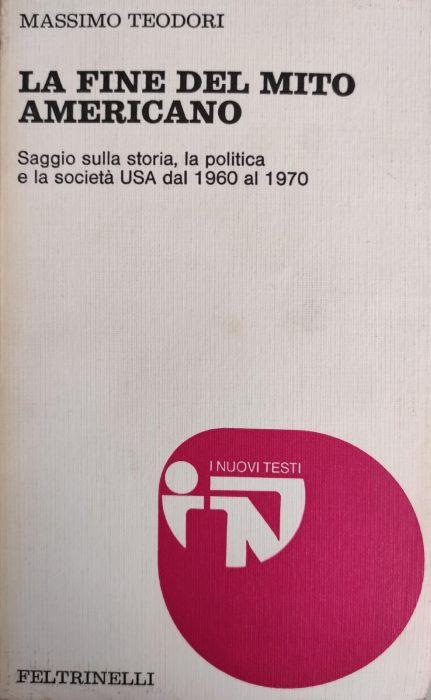 MASSIMO TEODORI
LA FINE DEL MITO
AMERICANO
Saggio sulla storia, la politica
e la società USA dal 1960 al 1970
I NUOVI TESTI
FELTRINELLI